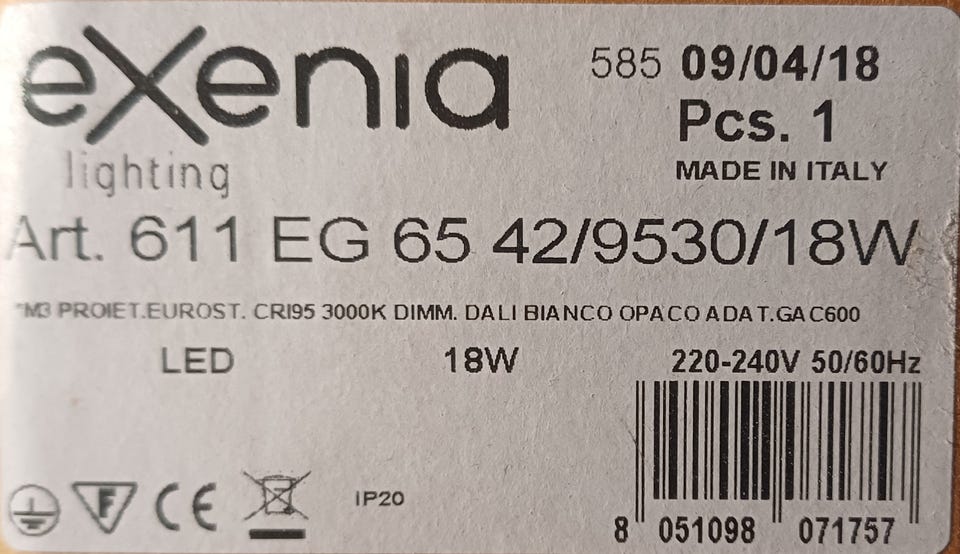 exenia
lighting
585 09/04/18
Pcs. 1
MADE IN ITALY
Art. 611 EG 65 42/9530/18W
"M3 PROIET.EUROST. CRI95 3000K DIMM. DALI BIANCO OPACO ADAT.GAC600
LED 18W 220-240V 50/60Hz
F CE IP20
8 051098 071757